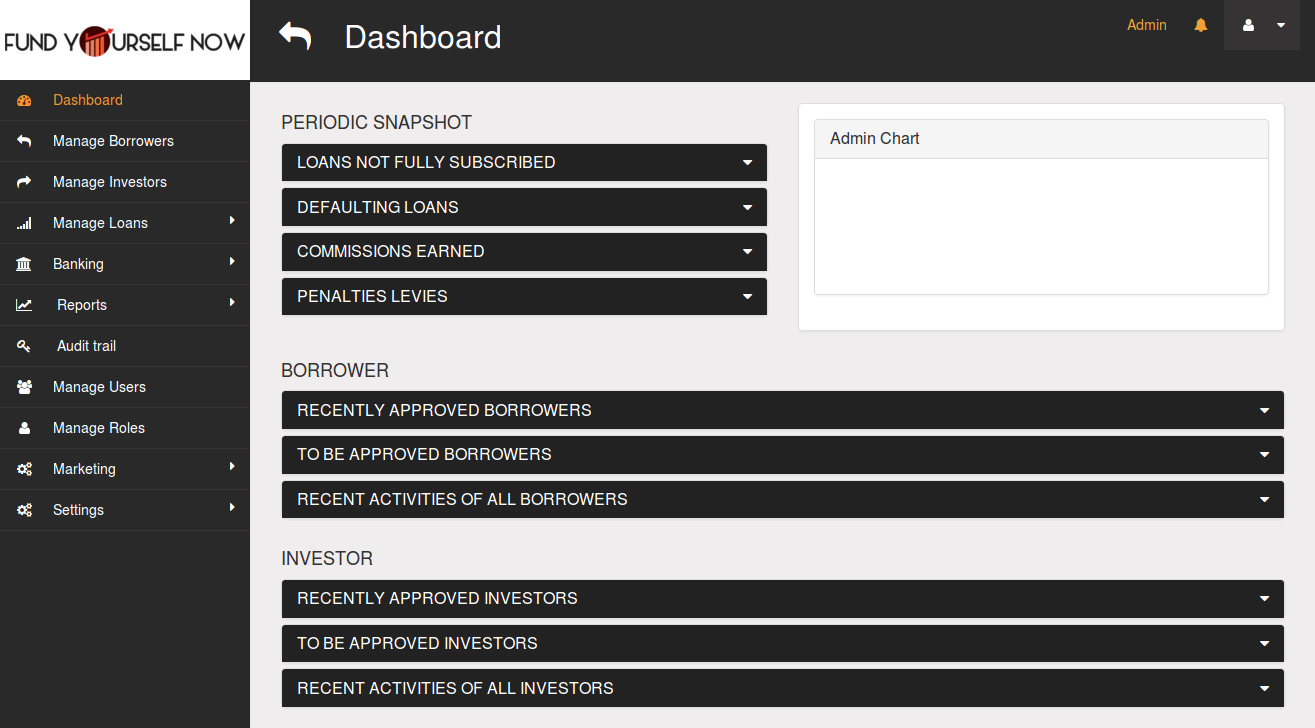 FUND YOURSELF NOW
Dashboard
Admin
Dashboard
Manage Borrowers
Manage Investors
Manage Loans
Banking
Reports
Audit trail
Manage Users
Manage Roles
Marketing
Settings
PERIODIC SNAPSHOT
LOANS NOT FULLY SUBSCRIBED
DEFAULTING LOANS
COMMISSIONS EARNED
PENALTIES LEVIES
Admin Chart
BORROWER
RECENTLY APPROVED BORROWERS
TO BE APPROVED BORROWERS
RECENT ACTIVITIES OF ALL BORROWERS
INVESTOR
RECENTLY APPROVED INVESTORS
TO BE APPROVED INVESTORS
RECENT ACTIVITIES OF ALL INVESTORS